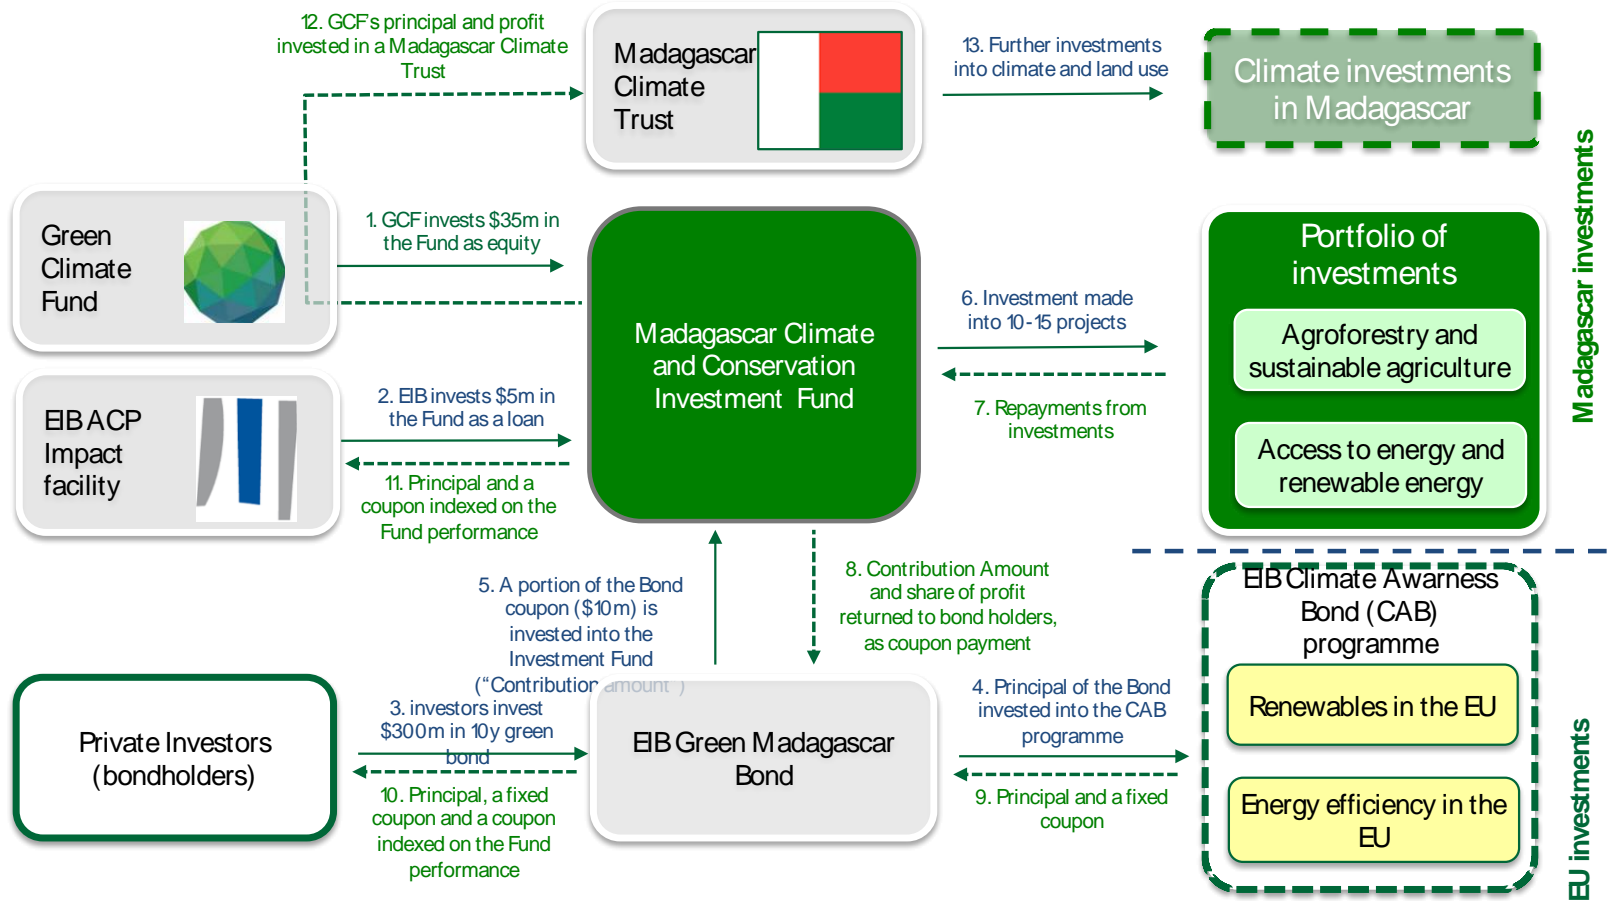 12. GCF's principal and profit
invested in a Madagascar Climate
Trust
Madagascar
Climate
Trust
13. Further investments
into climate and land use
Climate investments
in Madagascar
Green
Climate
Fund
1. GCF invests $35m in
the Fund as equity
Madagascar Climate
and Conservation
Investment Fund
6. Investment made
into 10-15 projects
7. Repayments from
investments
Portfolio of
investments
Agroforestry and
sustainable agriculture
Access to energy and
renewable energy
Madagascar investments
EIB ACP
Impact
facility
2. EIB invests $5m in
the Fund as a loan
11. Principal and a
coupon indexed on the
Fund performance
5. A portion of the Bond
coupon ($10m) is
invested into the
Investment Fund
(“Contribution amount”)
8. Contribution Amount
and share of profit
returned to bond holders,
as coupon payment
EIB Climate Awarness
Bond (CAB)
programme
Renewables in the EU
Energy efficiency in the
EU
EU investments
Private Investors
(bondholders)
3. investors invest
$300m in 10y green
bond
10. Principal, a fixed
coupon and a coupon
indexed on the Fund
performance
EIB Green Madagascar
Bond
4. Principal of the Bond
invested into the CAB
programme
9. Principal and a fixed
coupon